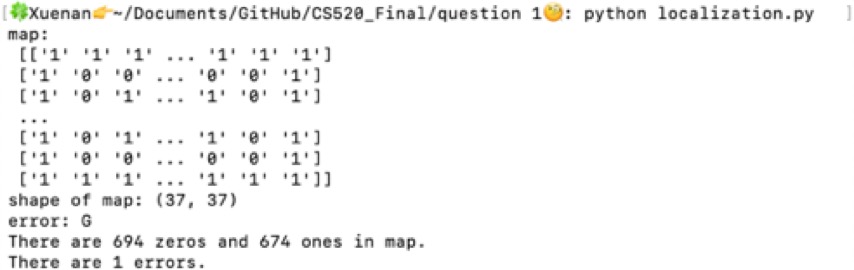 [🍀Xuenan👉~/Documents/GitHub/CS520_Final/question 1🧐: python localization.py ]
map:
[['1' '1' '1' ... '1' '1' '1']
['1' '0' '0' ... '0' '0' '1']
['1' '0' '1' ... '1' '0' '1']
...
['1' '0' '1' ... '1' '0' '1']
['1' '0' '0' ... '0' '0' '1']
['1' '1' '1' ... '1' '1' '1']]
shape of map: (37, 37)
error: G
There are 694 zeros and 674 ones in map.
There are 1 errors.